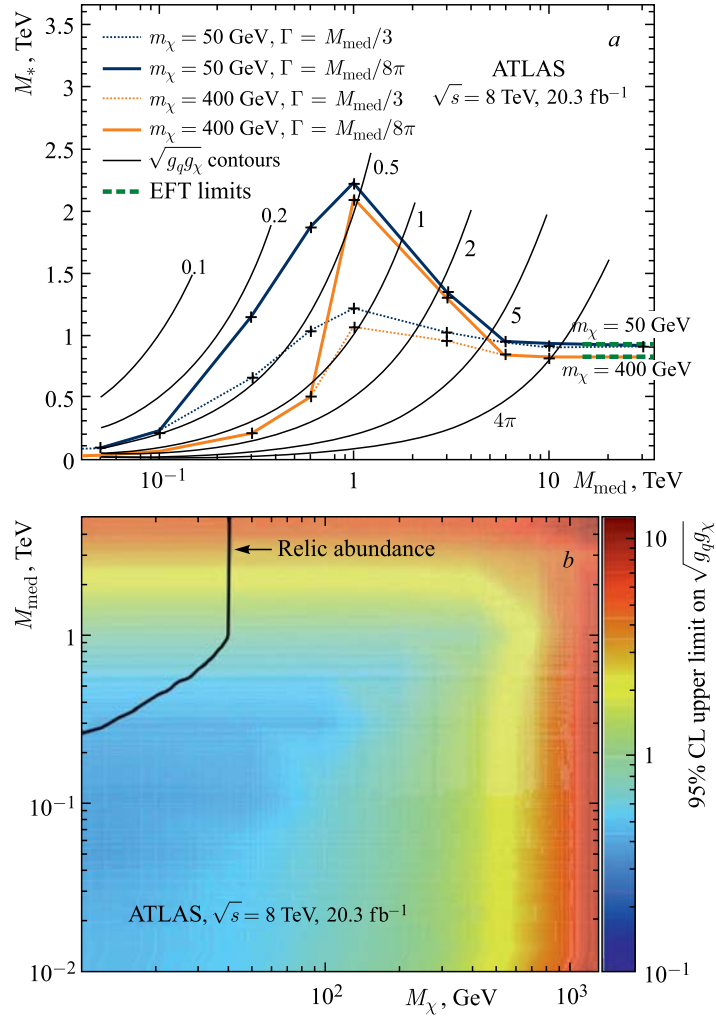 a
M*, TeV
3.5
3
2.5
2
1.5
1
0.5
0
mχ = 50 GeV, Γ = Mmed/3
mχ = 50 GeV, Γ = Mmed/8π
mχ = 400 GeV, Γ = Mmed/3
mχ = 400 GeV, Γ = Mmed/8π
√gqgχ contours
EFT limits
ATLAS
√s = 8 TeV, 20.3 fb⁻¹
0.1
0.2
0.5
1
2
5
4π
mχ = 50 GeV
mχ = 400 GeV
10⁻¹
1
10
Mmed, TeV
b
Mmed, TeV
1
10⁻¹
10⁻²
Relic abundance
ATLAS, √s = 8 TeV, 20.3 fb⁻¹
10²
10³
Mχ, GeV
10
1
10⁻¹
95% CL upper limit on √gqgχ